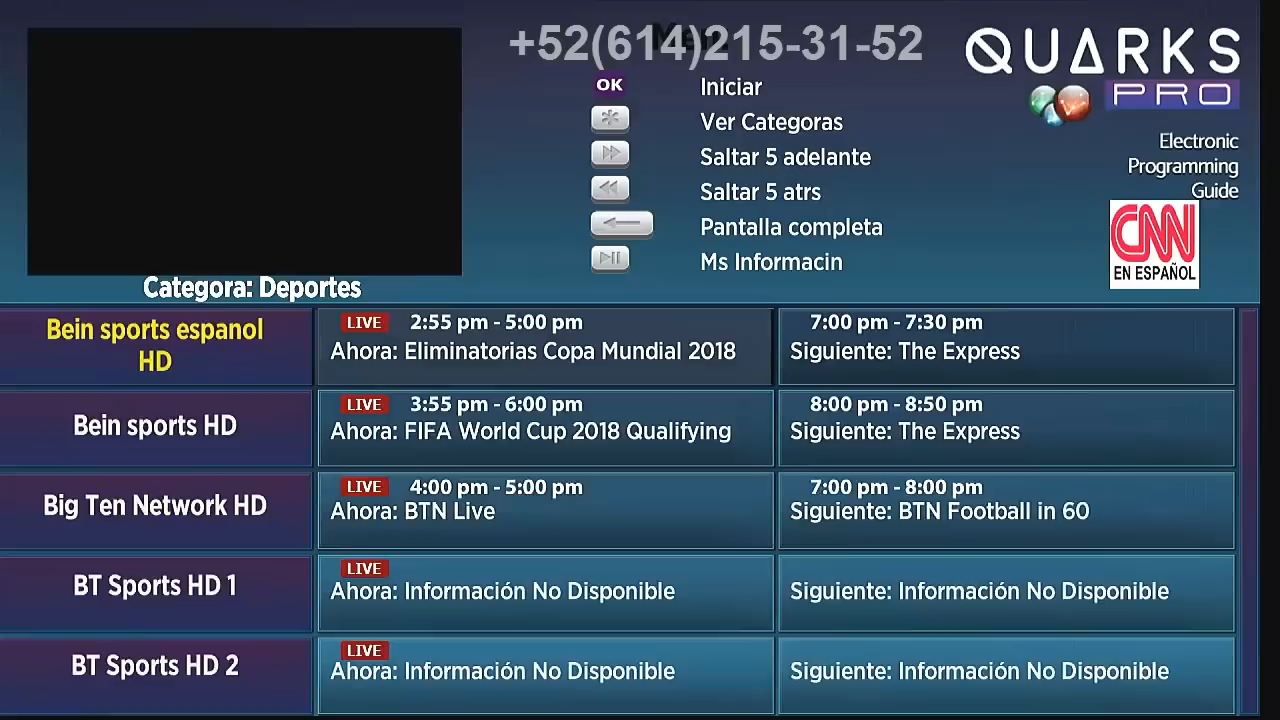 +52(614)215-31-52
QUARKS
PRO
OK Iniciar
Ver Categoras
Saltar 5 adelante
Saltar 5 atrs
Pantalla completa
Ms Informacin
Electronic
Programming
Guide
CNN
EN ESPAÑOL
Categora: Deportes
Bein sports espanol
HD
LIVE 2:55 pm - 5:00 pm
Ahora: Eliminatorias Copa Mundial 2018
7:00 pm - 7:30 pm
Siguiente: The Express
Bein sports HD
LIVE 3:55 pm - 6:00 pm
Ahora: FIFA World Cup 2018 Qualifying
8:00 pm - 8:50 pm
Siguiente: The Express
Big Ten Network HD
LIVE 4:00 pm - 5:00 pm
Ahora: BTN Live
7:00 pm - 8:00 pm
Siguiente: BTN Football in 60
BT Sports HD 1
LIVE
Ahora: Información No Disponible
Siguiente: Información No Disponible
BT Sports HD 2
LIVE
Ahora: Información No Disponible
Siguiente: Información No Disponible